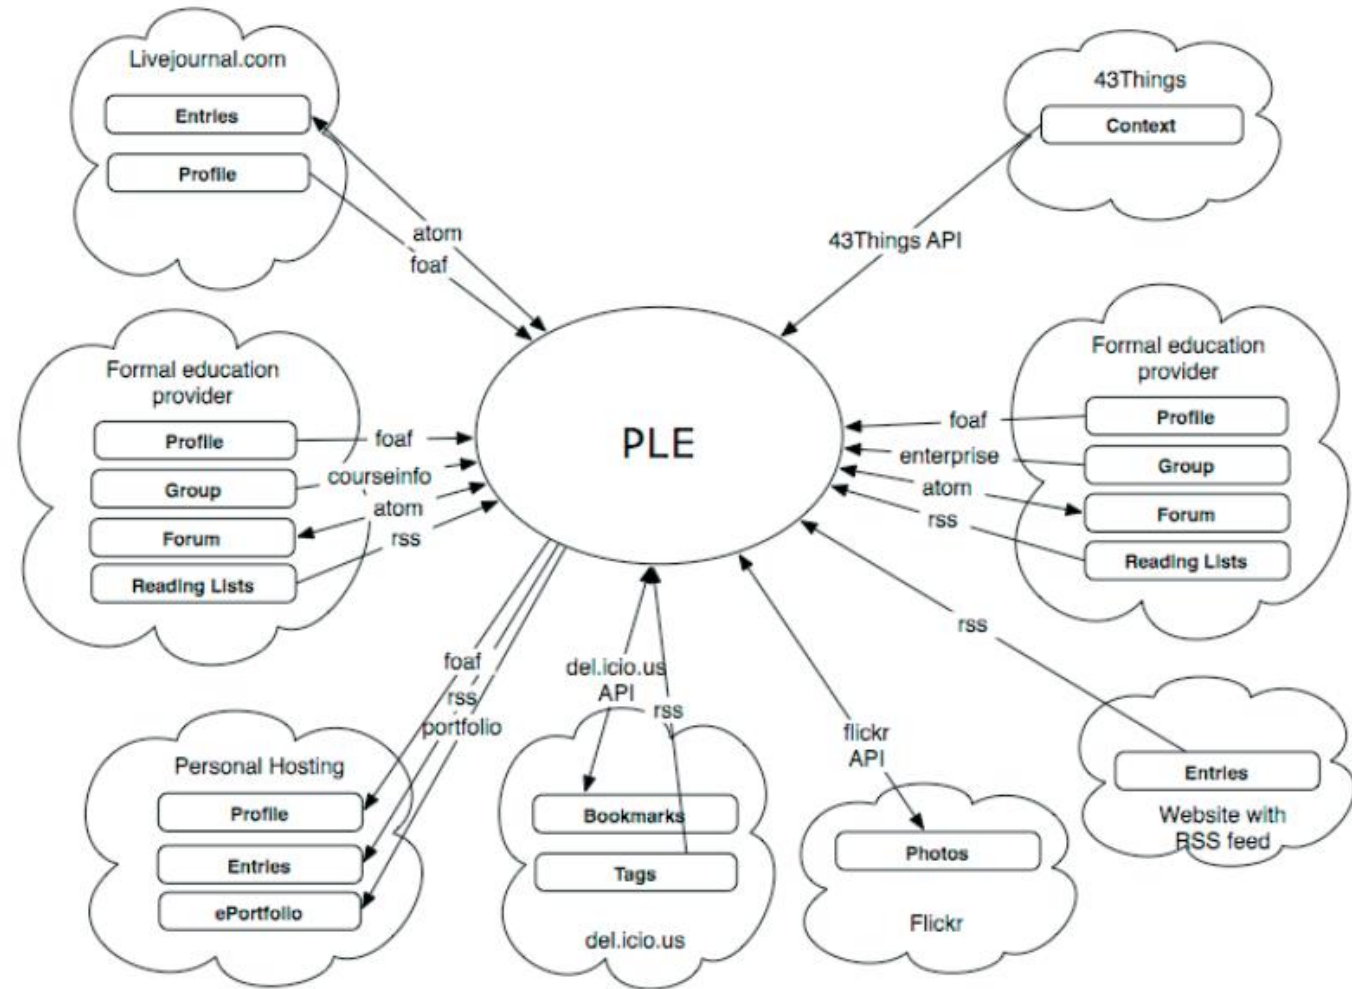 Livejournal.com
Entries
Profile
atom
foaf
43Things
Context
43Things API
Formal education
provider
Profile
Group
Forum
Reading Lists
foaf
courseinfo
atom
rss
PLE
Formal education
provider
Profile
Group
Forum
Reading Lists
foaf
enterprise
atom
rss
rss
foaf
rss
portfolio
Personal Hosting
Profile
Entries
ePortfolio
del.icio.us
API
rss
Bookmarks
Tags
del.icio.us
flickr
API
Photos
Flickr
Entries
Website with
RSS feed